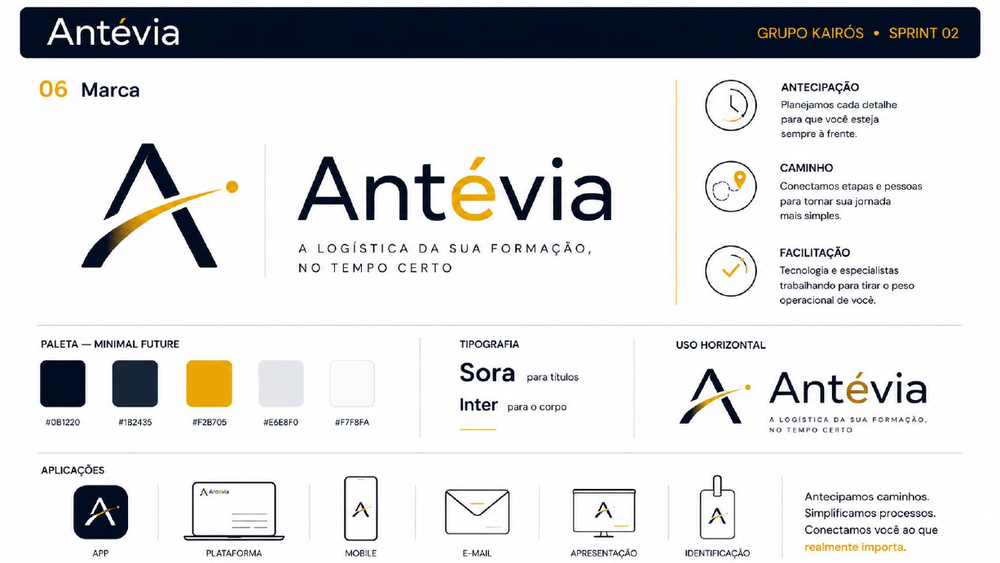 Antévia
GRUPO KAIRÓS • SPRINT 02
06 Marca
Antévia
A LOGÍSTICA DA SUA FORMAÇÃO,
NO TEMPO CERTO
ANTECIPAÇÃO
Planejamos cada detalhe
para que você esteja
sempre à frente.
CAMINHO
Conectamos etapas e pessoas
para tornar sua jornada
mais simples.
FACILITAÇÃO
Tecnologia e especialistas
trabalhando para tirar o peso
operacional de você.
PALETA — MINIMAL FUTURE
#0B1220
#1B2435
#F2B705
#E6E8F0
#F7F8FA
TIPOGRAFIA
Sora para títulos
Inter para o corpo
USO HORIZONTAL
Antévia
A LOGÍSTICA DA SUA FORMAÇÃO,
NO TEMPO CERTO
APLICAÇÕES
Antévia
APP
PLATAFORMA
MOBILE
E-MAIL
APRESENTAÇÃO
IDENTIFICAÇÃO
Antecipamos caminhos.
Simplificamos processos.
Conectamos você ao que
realmente importa.